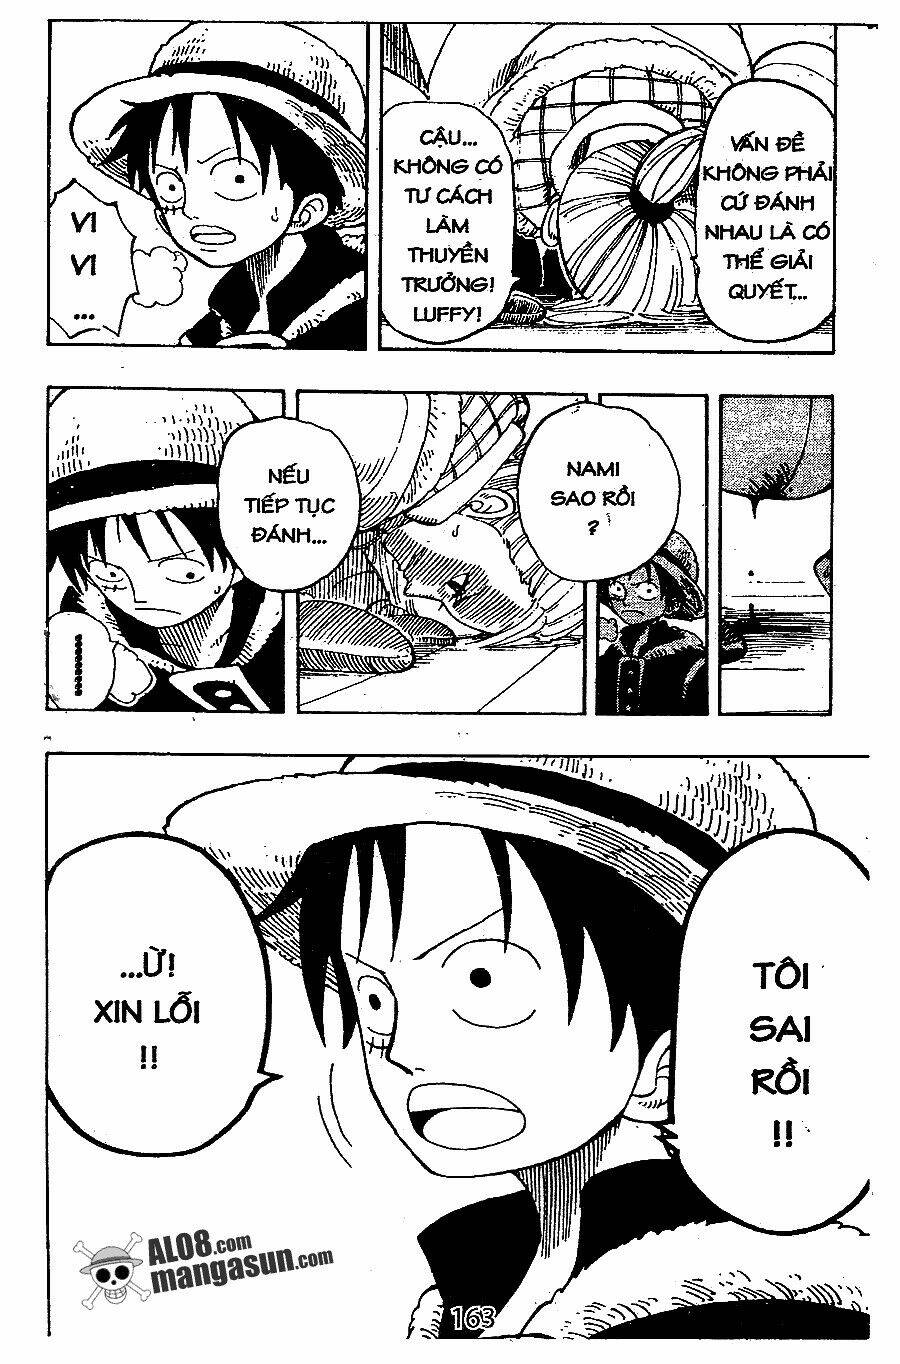 VẤN ĐỀ
KHÔNG PHẢI
CỨ ĐÁNH
NHAU LÀ CÓ
THỂ GIẢI
QUYẾT...
CẬU...
KHÔNG CÓ
TƯ CÁCH
LÀM
THUYỀN
TRƯỞNG!
LUFFY!
VI
VI
...
NAMI
SAO RỒI
?
NẾU
TIẾP TỤC
ĐÁNH...
.........
TÔI
SAI
RỒI
!!
...Ừ!
XIN LỖI
!!
AL08.com
mangasun.com
163